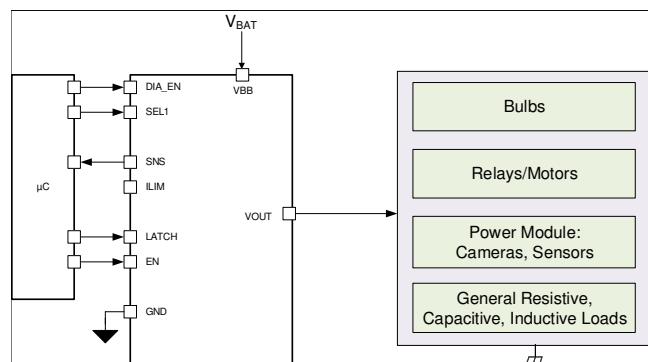 VBAT
DIA_EN
VBB
SEL1
SNS
µC
ILIM
VOUT
LATCH
EN
GND
Bulbs
Relays/Motors
Power Module:
Cameras, Sensors
General Resistive,
Capacitive, Inductive Loads